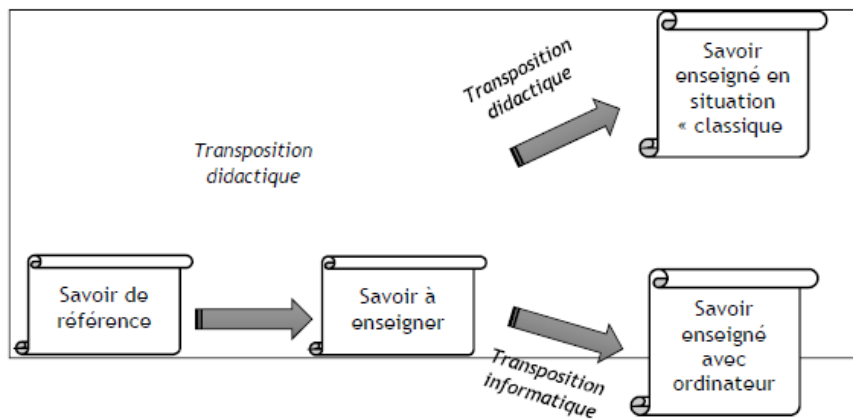 Transposition
didactique
Savoir
enseigné en
situation
« classique
Transposition
didactique
Savoir de
référence
Savoir à
enseigner
Transposition
informatique
Savoir
enseigné
avec
ordinateur